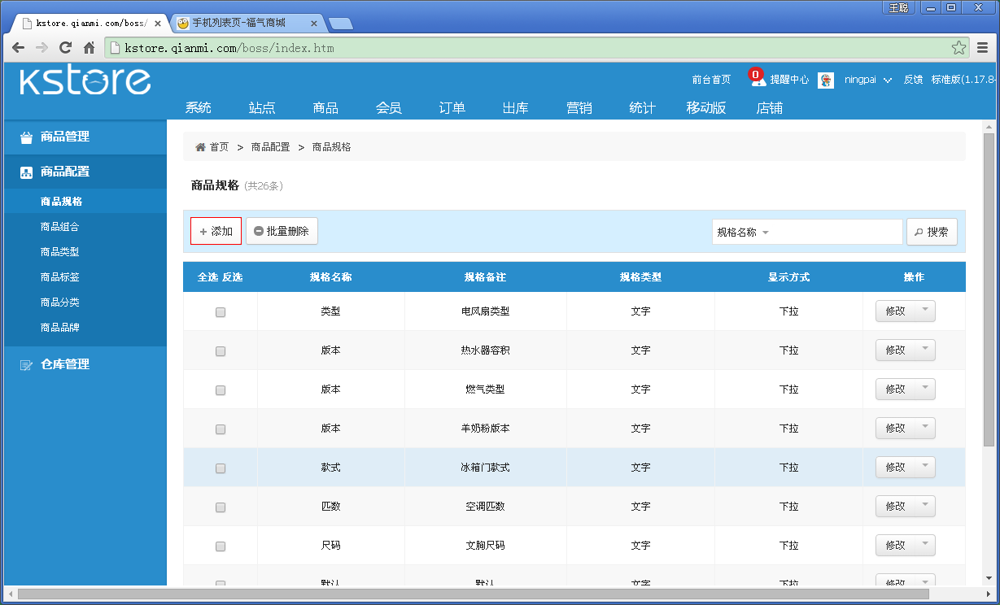 王聪
kstore.qianmi.com/boss/
手机列表页-福气商城
kstore.qianmi.com/boss/index.htm
kstore
前台首页 0 提醒中心 ningpai 反馈 标准版(1.17.8-
系统 站点 商品 会员 订单 出库 营销 统计 移动版 店铺
商品管理
商品配置
商品规格
商品组合
商品类型
商品标签
商品分类
商品品牌
仓库管理
首页 > 商品配置 > 商品规格
商品规格 (共26条)
+ 添加 批量删除 规格名称 搜索
全选 反选 规格名称 规格备注 规格类型 显示方式 操作
类型 电风扇类型 文字 下拉 修改
版本 热水器容积 文字 下拉 修改
版本 燃气类型 文字 下拉 修改
版本 羊奶粉版本 文字 下拉 修改
款式 冰箱门款式 文字 下拉 修改
匹数 空调匹数 文字 下拉 修改
尺码 文胸尺码 文字 下拉 修改
默认 默认 文字 下拉 修改